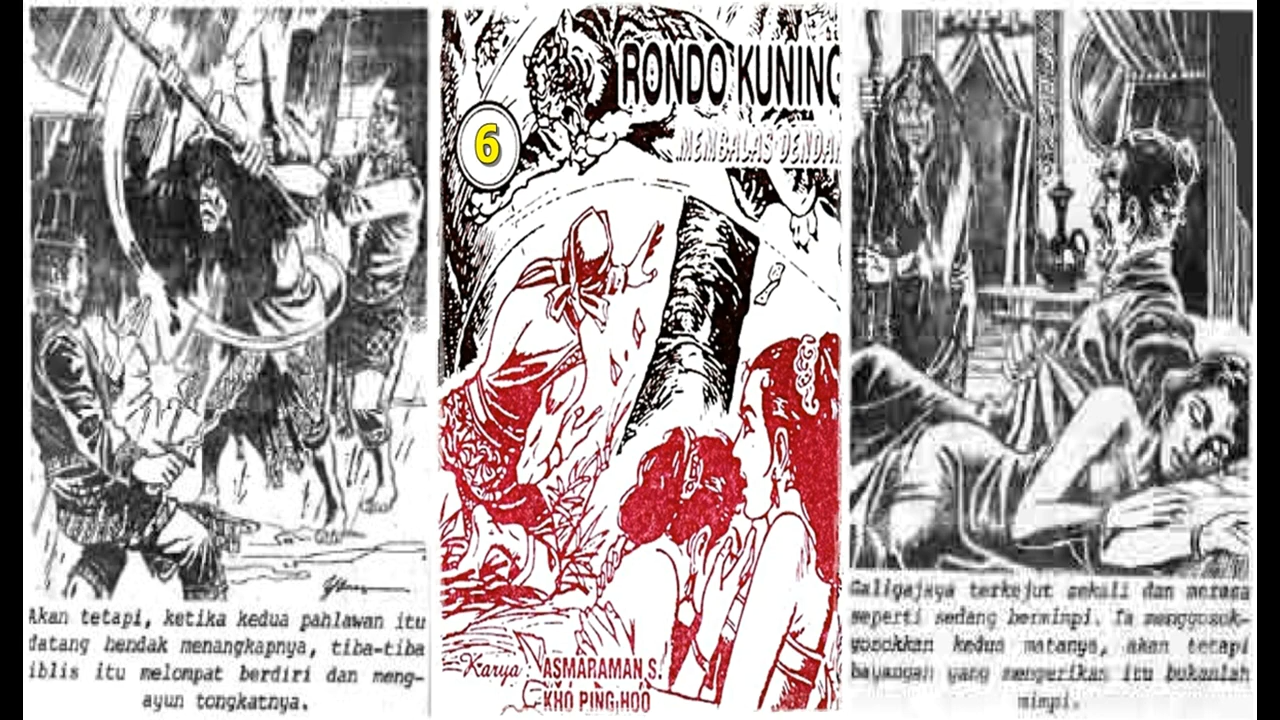 Akan tetapi, ketika kedua pahlawan itu
datang hendak menangkapnya, tiba-tiba
iblis itu melompat berdiri dan meng-
ayun tongkatnya.
6
RONDO KUNING
MEMBALAS DENDAM
Karya :
ASMARAMAN S.
KHO PING HOO
Galigajaya terkejut sekali dan merasa
seperti sedang bermimpi. Ia menggosok-
gosokkan kedua matanya, akan tetapi
bayangan yang mengerikan itu bukanlah
mimpi.